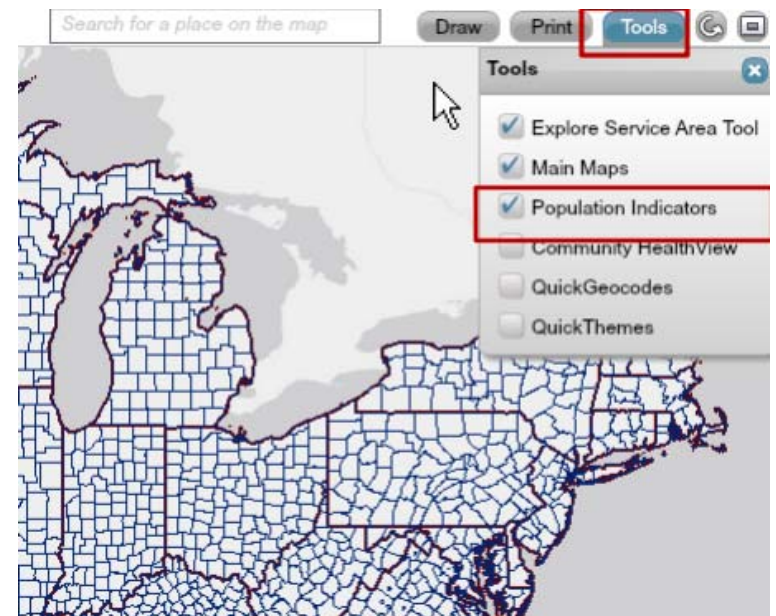 Search for a place on the map
Draw Print Tools
Tools
Explore Service Area Tool
Main Maps
Population Indicators
Community HealthView
QuickGeocodes
QuickThemes